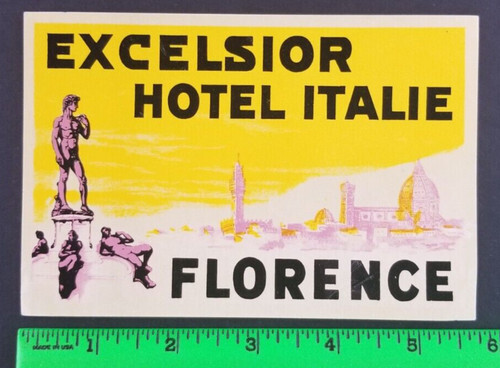 EXCELSIOR
HOTEL ITALIE
FLORENCE
MADE IN USA 1 2 3 4 5 6